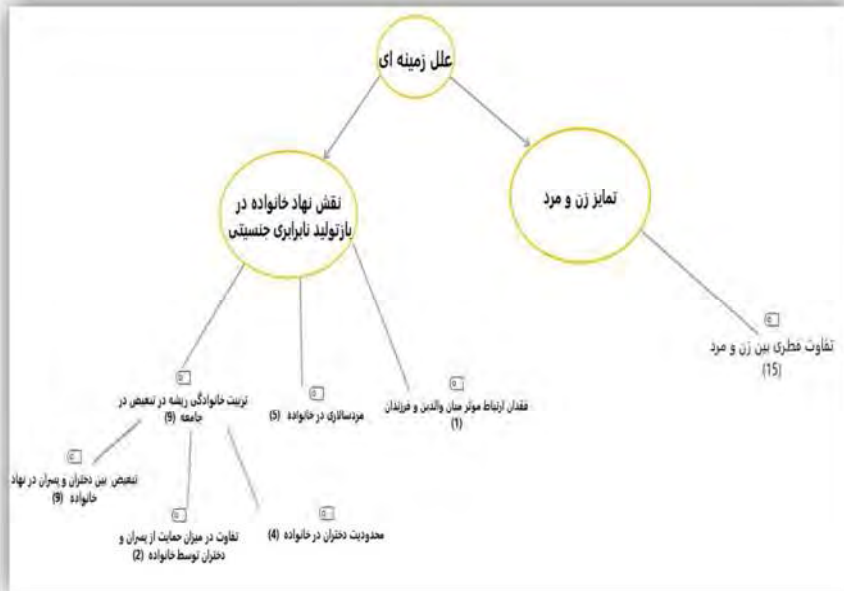 علل زمینه ای
نقش نهاد خانواده در
بازتولید نابرابری جنسیتی
تمایز زن و مرد
تفاوت فطری بین زن و مرد
(15)
تربیت خانوادگی ریشه در تبعیض در
جامعه (9)
مردسالاری در خانواده (5)
فقدان ارتباط موثر میان والدین و فرزندان
(1)
تبعیض بین دختران و پسران در نهاد
خانواده (9)
تفاوت در میزان حمایت از پسران و
دختران توسط خانواده (2)
محدودیت دختران در خانواده (4)